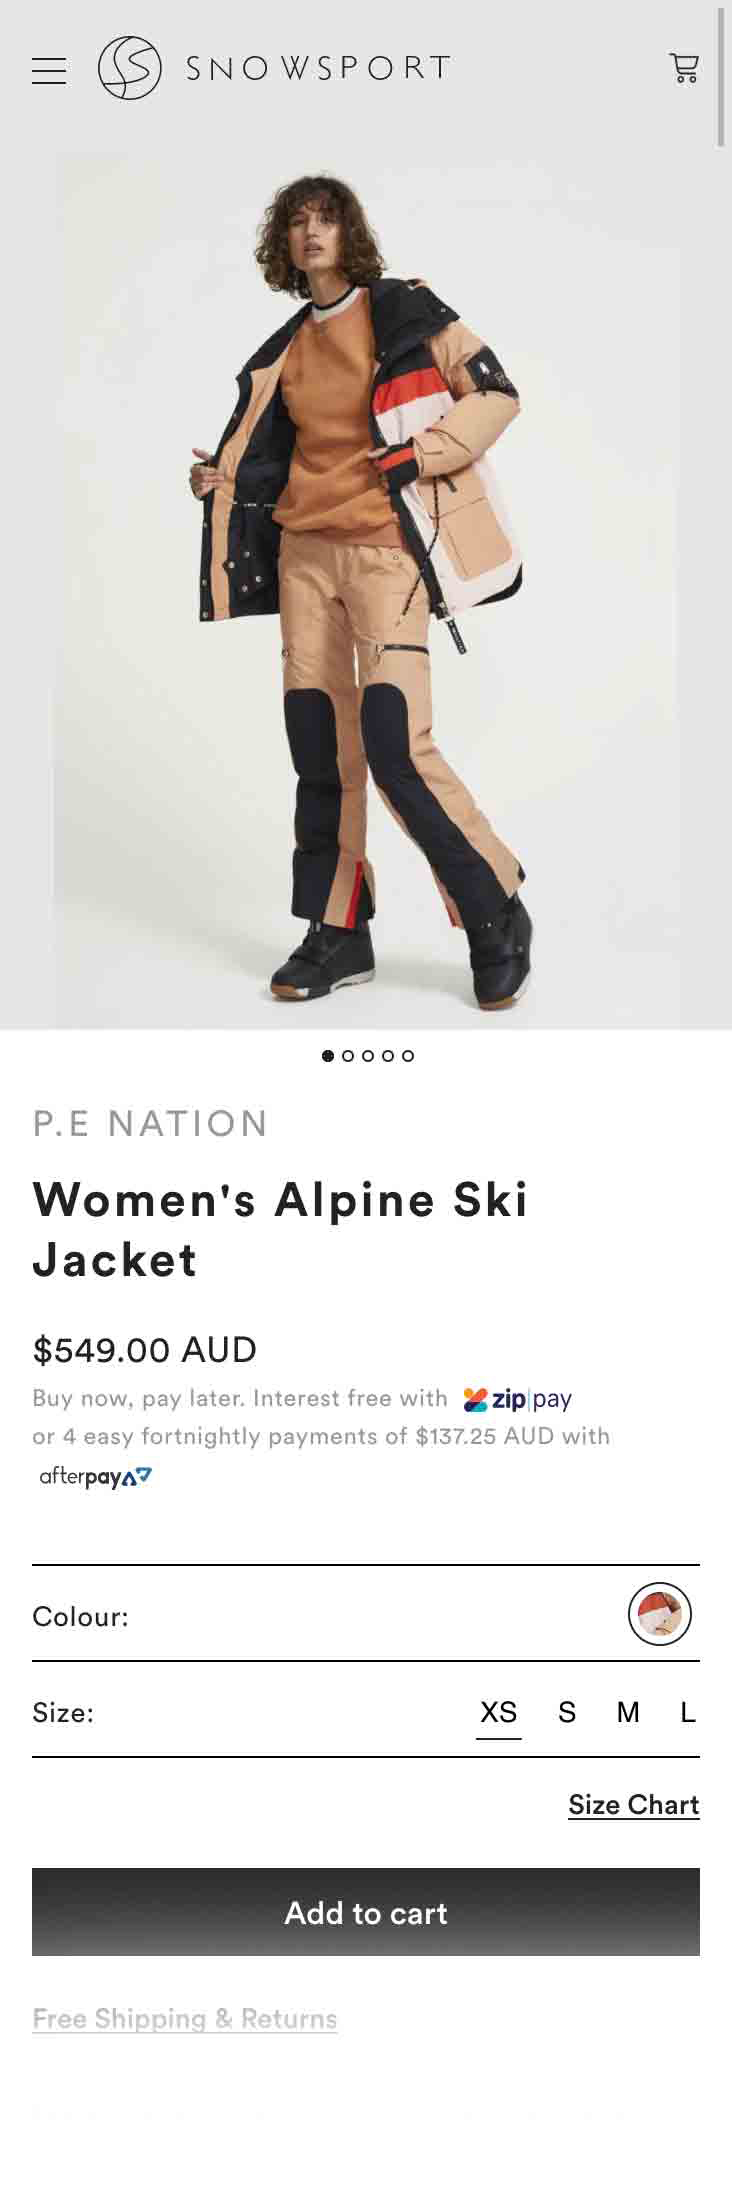 SNOWSPORT
P.E NATION
Women's Alpine Ski
Jacket
$549.00 AUD
Buy now, pay later. Interest free with zip|pay
or 4 easy fortnightly payments of $137.25 AUD with
afterpay
Colour:
Size: XS S M L
Size Chart
Add to cart
Free Shipping & Returns